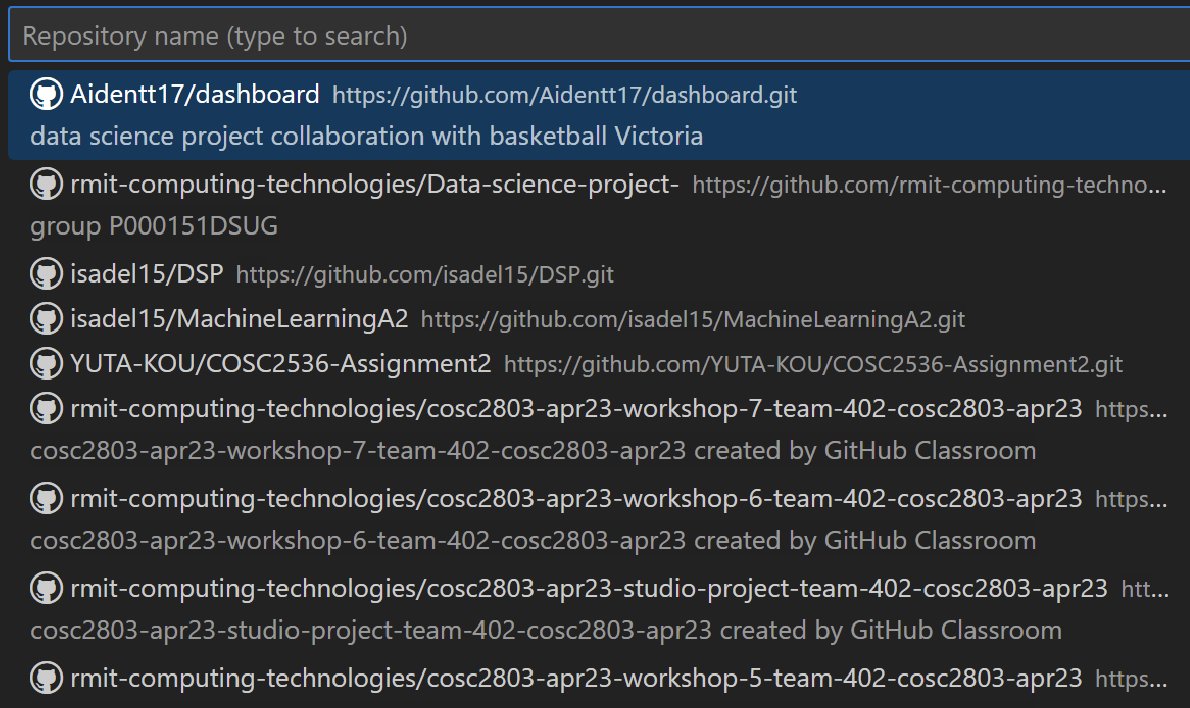 Repository name (type to search)
Aidentt17/dashboard https://github.com/Aidentt17/dashboard.git
data science project collaboration with basketball Victoria
rmit-computing-technologies/Data-science-project- https://github.com/rmit-computing-techno...
group P000151DSUG
isadel15/DSP https://github.com/isadel15/DSP.git
isadel15/MachineLearningA2 https://github.com/isadel15/MachineLearningA2.git
YUTA-KOU/COSC2536-Assignment2 https://github.com/YUTA-KOU/COSC2536-Assignment2.git
rmit-computing-technologies/cosc2803-apr23-workshop-7-team-402-cosc2803-apr23 https...
cosc2803-apr23-workshop-7-team-402-cosc2803-apr23 created by GitHub Classroom
rmit-computing-technologies/cosc2803-apr23-workshop-6-team-402-cosc2803-apr23 https...
cosc2803-apr23-workshop-6-team-402-cosc2803-apr23 created by GitHub Classroom
rmit-computing-technologies/cosc2803-apr23-studio-project-team-402-cosc2803-apr23 htt...
cosc2803-apr23-studio-project-team-402-cosc2803-apr23 created by GitHub Classroom
rmit-computing-technologies/cosc2803-apr23-workshop-5-team-402-cosc2803-apr23 https...